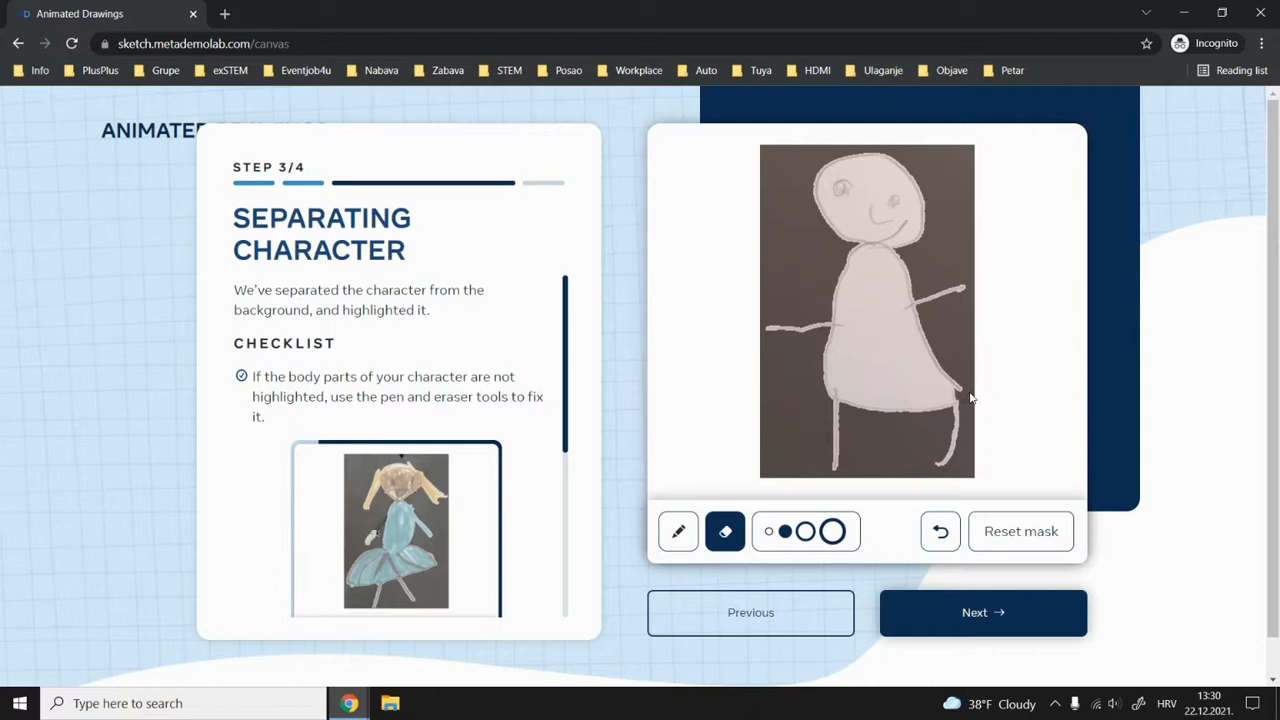 Animated Drawings
sketch.metademolab.com/canvas
Incognito
Info
PlusPlus
Grupe
exSTEM
Eventjob4u
Nabava
Zabava
STEM
Posao
Workplace
Auto
Tuya
HDMI
Ulaganje
Objave
Petar
Reading list
STEP 3/4
SEPARATING
CHARACTER
We've separated the character from the
background, and highlighted it.
CHECKLIST
If the body parts of your character are not
highlighted, use the pen and eraser tools to fix
it.
Reset mask
Previous
Next →
Type here to search
38°F Cloudy
HRV
13:30
22.12.2021.